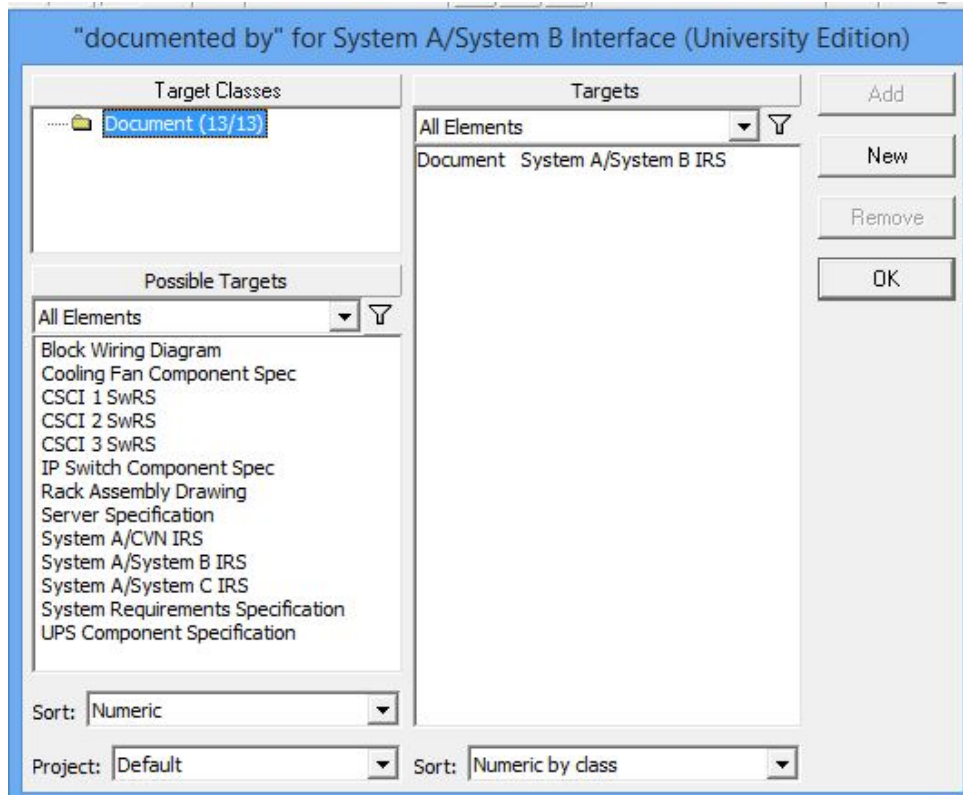 "documented by" for System A/System B Interface (University Edition)
Target Classes
Document (13/13)
Possible Targets
All Elements
Block Wiring Diagram
Cooling Fan Component Spec
CSCI 1 SwRS
CSCI 2 SwRS
CSCI 3 SwRS
IP Switch Component Spec
Rack Assembly Drawing
Server Specification
System A/CVN IRS
System A/System B IRS
System A/System C IRS
System Requirements Specification
UPS Component Specification
Sort: Numeric
Project: Default
Targets
All Elements
Document System A/System B IRS
Sort: Numeric by class
Add
New
Remove
OK